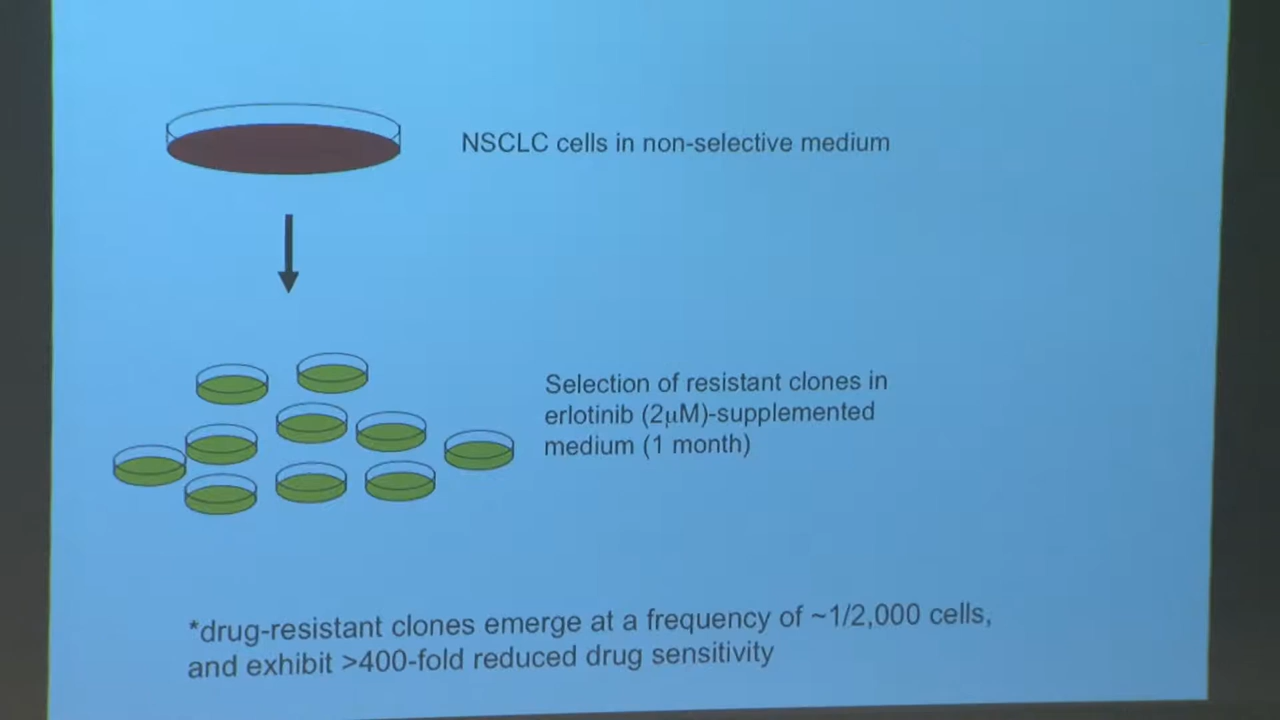 NSCLC cells in non-selective medium
Selection of resistant clones in
erlotinib (2μM)-supplemented
medium (1 month)
*drug-resistant clones emerge at a frequency of ~1/2,000 cells,
and exhibit >400-fold reduced drug sensitivity